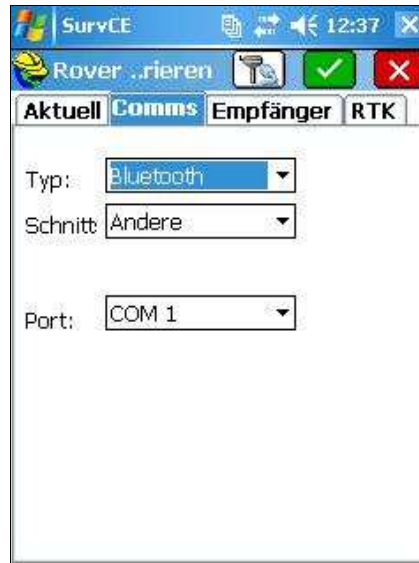 SurvCE 12:37
Rover ..rieren
Aktuell Comms Empfänger RTK
Typ: Bluetooth
Schnitt Andere
Port: COM 1